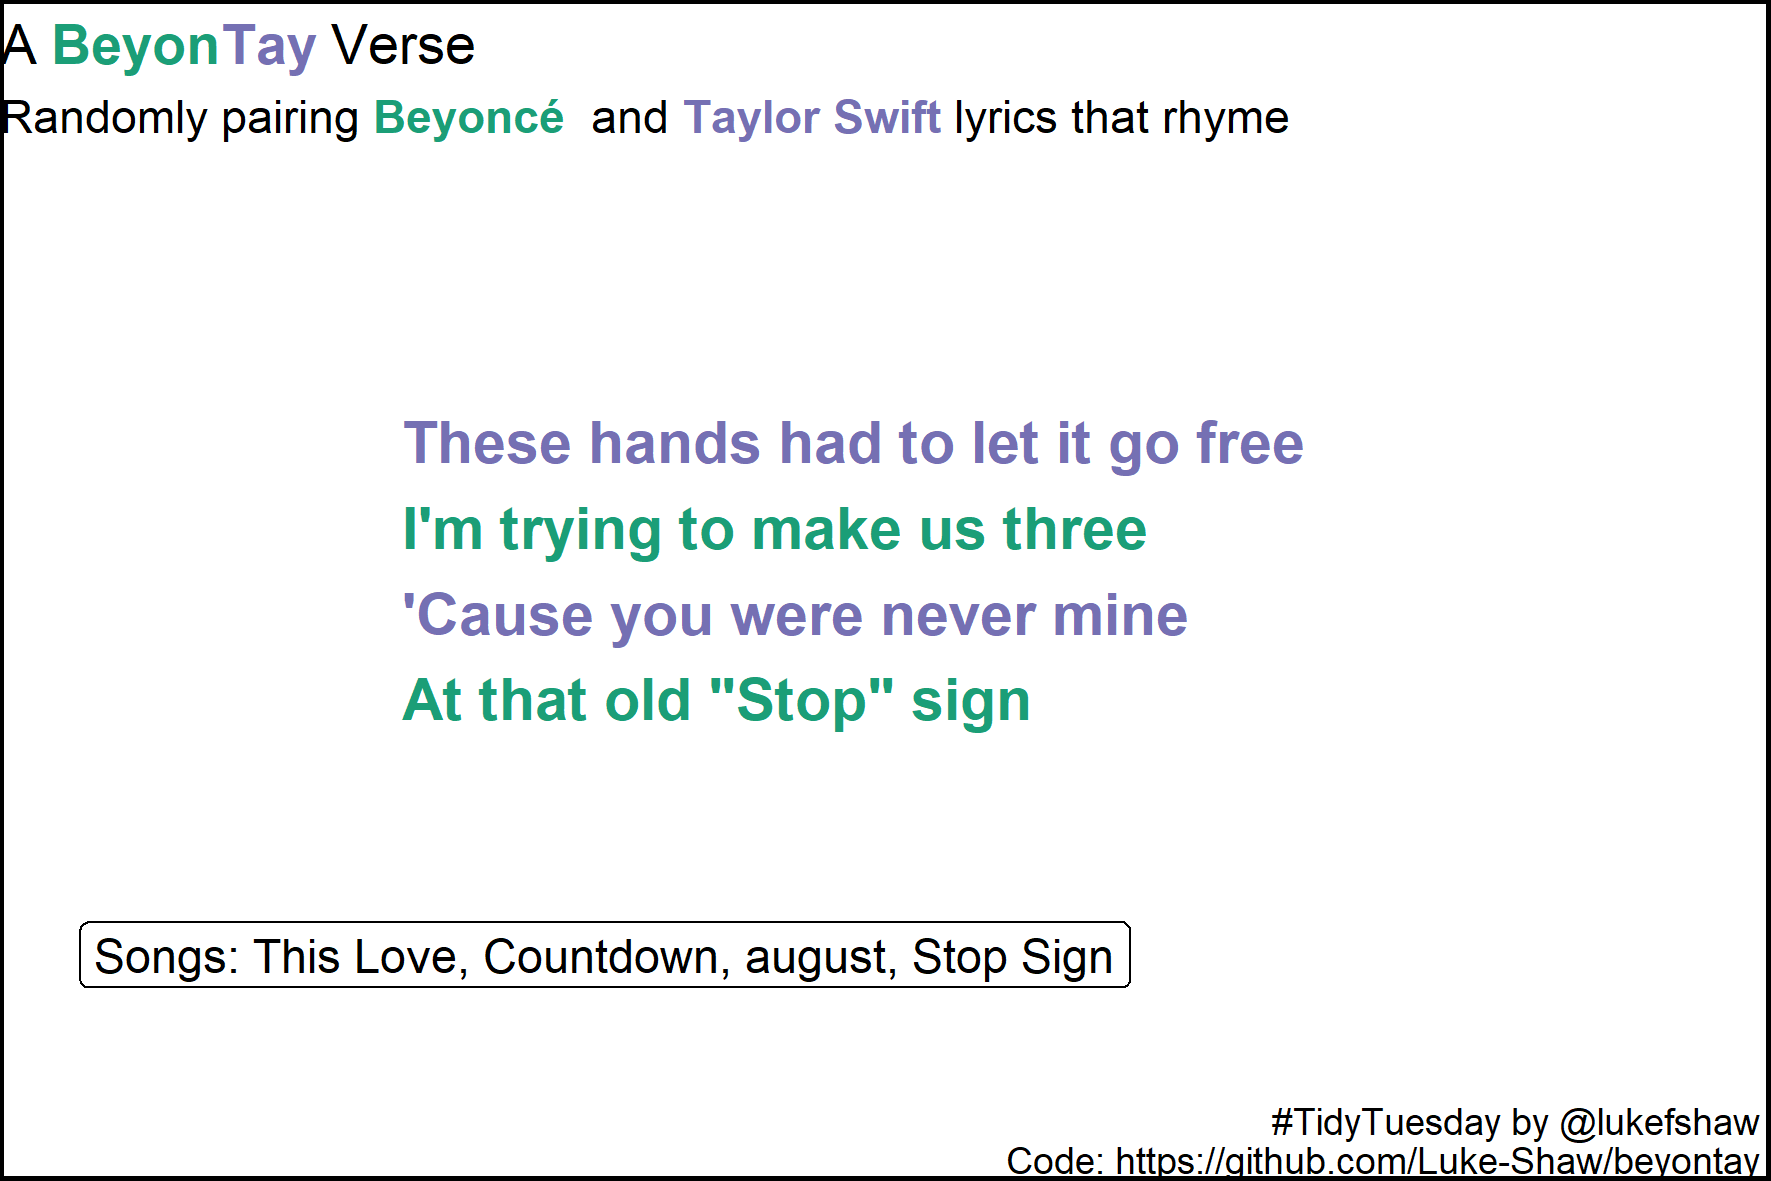 A BeyonTay Verse
Randomly pairing Beyoncé  and Taylor Swift lyrics that rhyme
These hands had to let it go free
I'm trying to make us three
'Cause you were never mine
At that old "Stop" sign
Songs: This Love, Countdown, august, Stop Sign
#TidyTuesday by @lukefshaw
Code: https://github.com/Luke-Shaw/beyontay